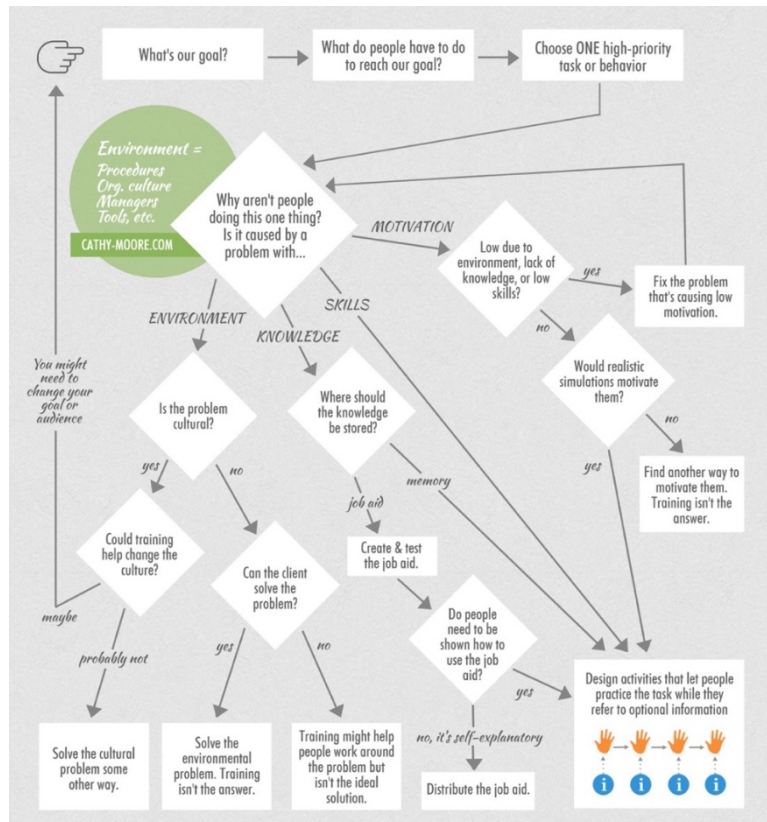 What's our goal?
What do people have to do
to reach our goal?
Choose ONE high-priority
task or behavior
Environment =
Procedures
Org. culture
Managers
Tools, etc.
CATHY-MOORE.COM
Why aren't people
doing this one thing?
Is it caused by a
problem with...
MOTIVATION
Low due to
environment, lack of
knowledge, or low
skills?
yes
Fix the problem
that's causing low
motivation.
no
Would realistic
simulations motivate
them?
no
Find another way to
motivate them.
Training isn't the
answer.
yes
SKILLS
KNOWLEDGE
Where should
the knowledge
be stored?
memory
job aid
Create & test
the job aid.
Do people
need to be
shown how to
use the job
aid?
yes
no, it's self-explanatory
Distribute the job aid.
Design activities that let people
practice the task while they
refer to optional information
i i i i
ENVIRONMENT
Is the problem
cultural?
yes
no
Could training
help change the
culture?
maybe
You might
need to
change your
goal or
audience
probably not
Solve the cultural
problem some
other way.
Can the client
solve the
problem?
yes
no
Solve the
environmental
problem. Training
isn't the answer.
Training might help
people work around
the problem but
isn't the ideal
solution.